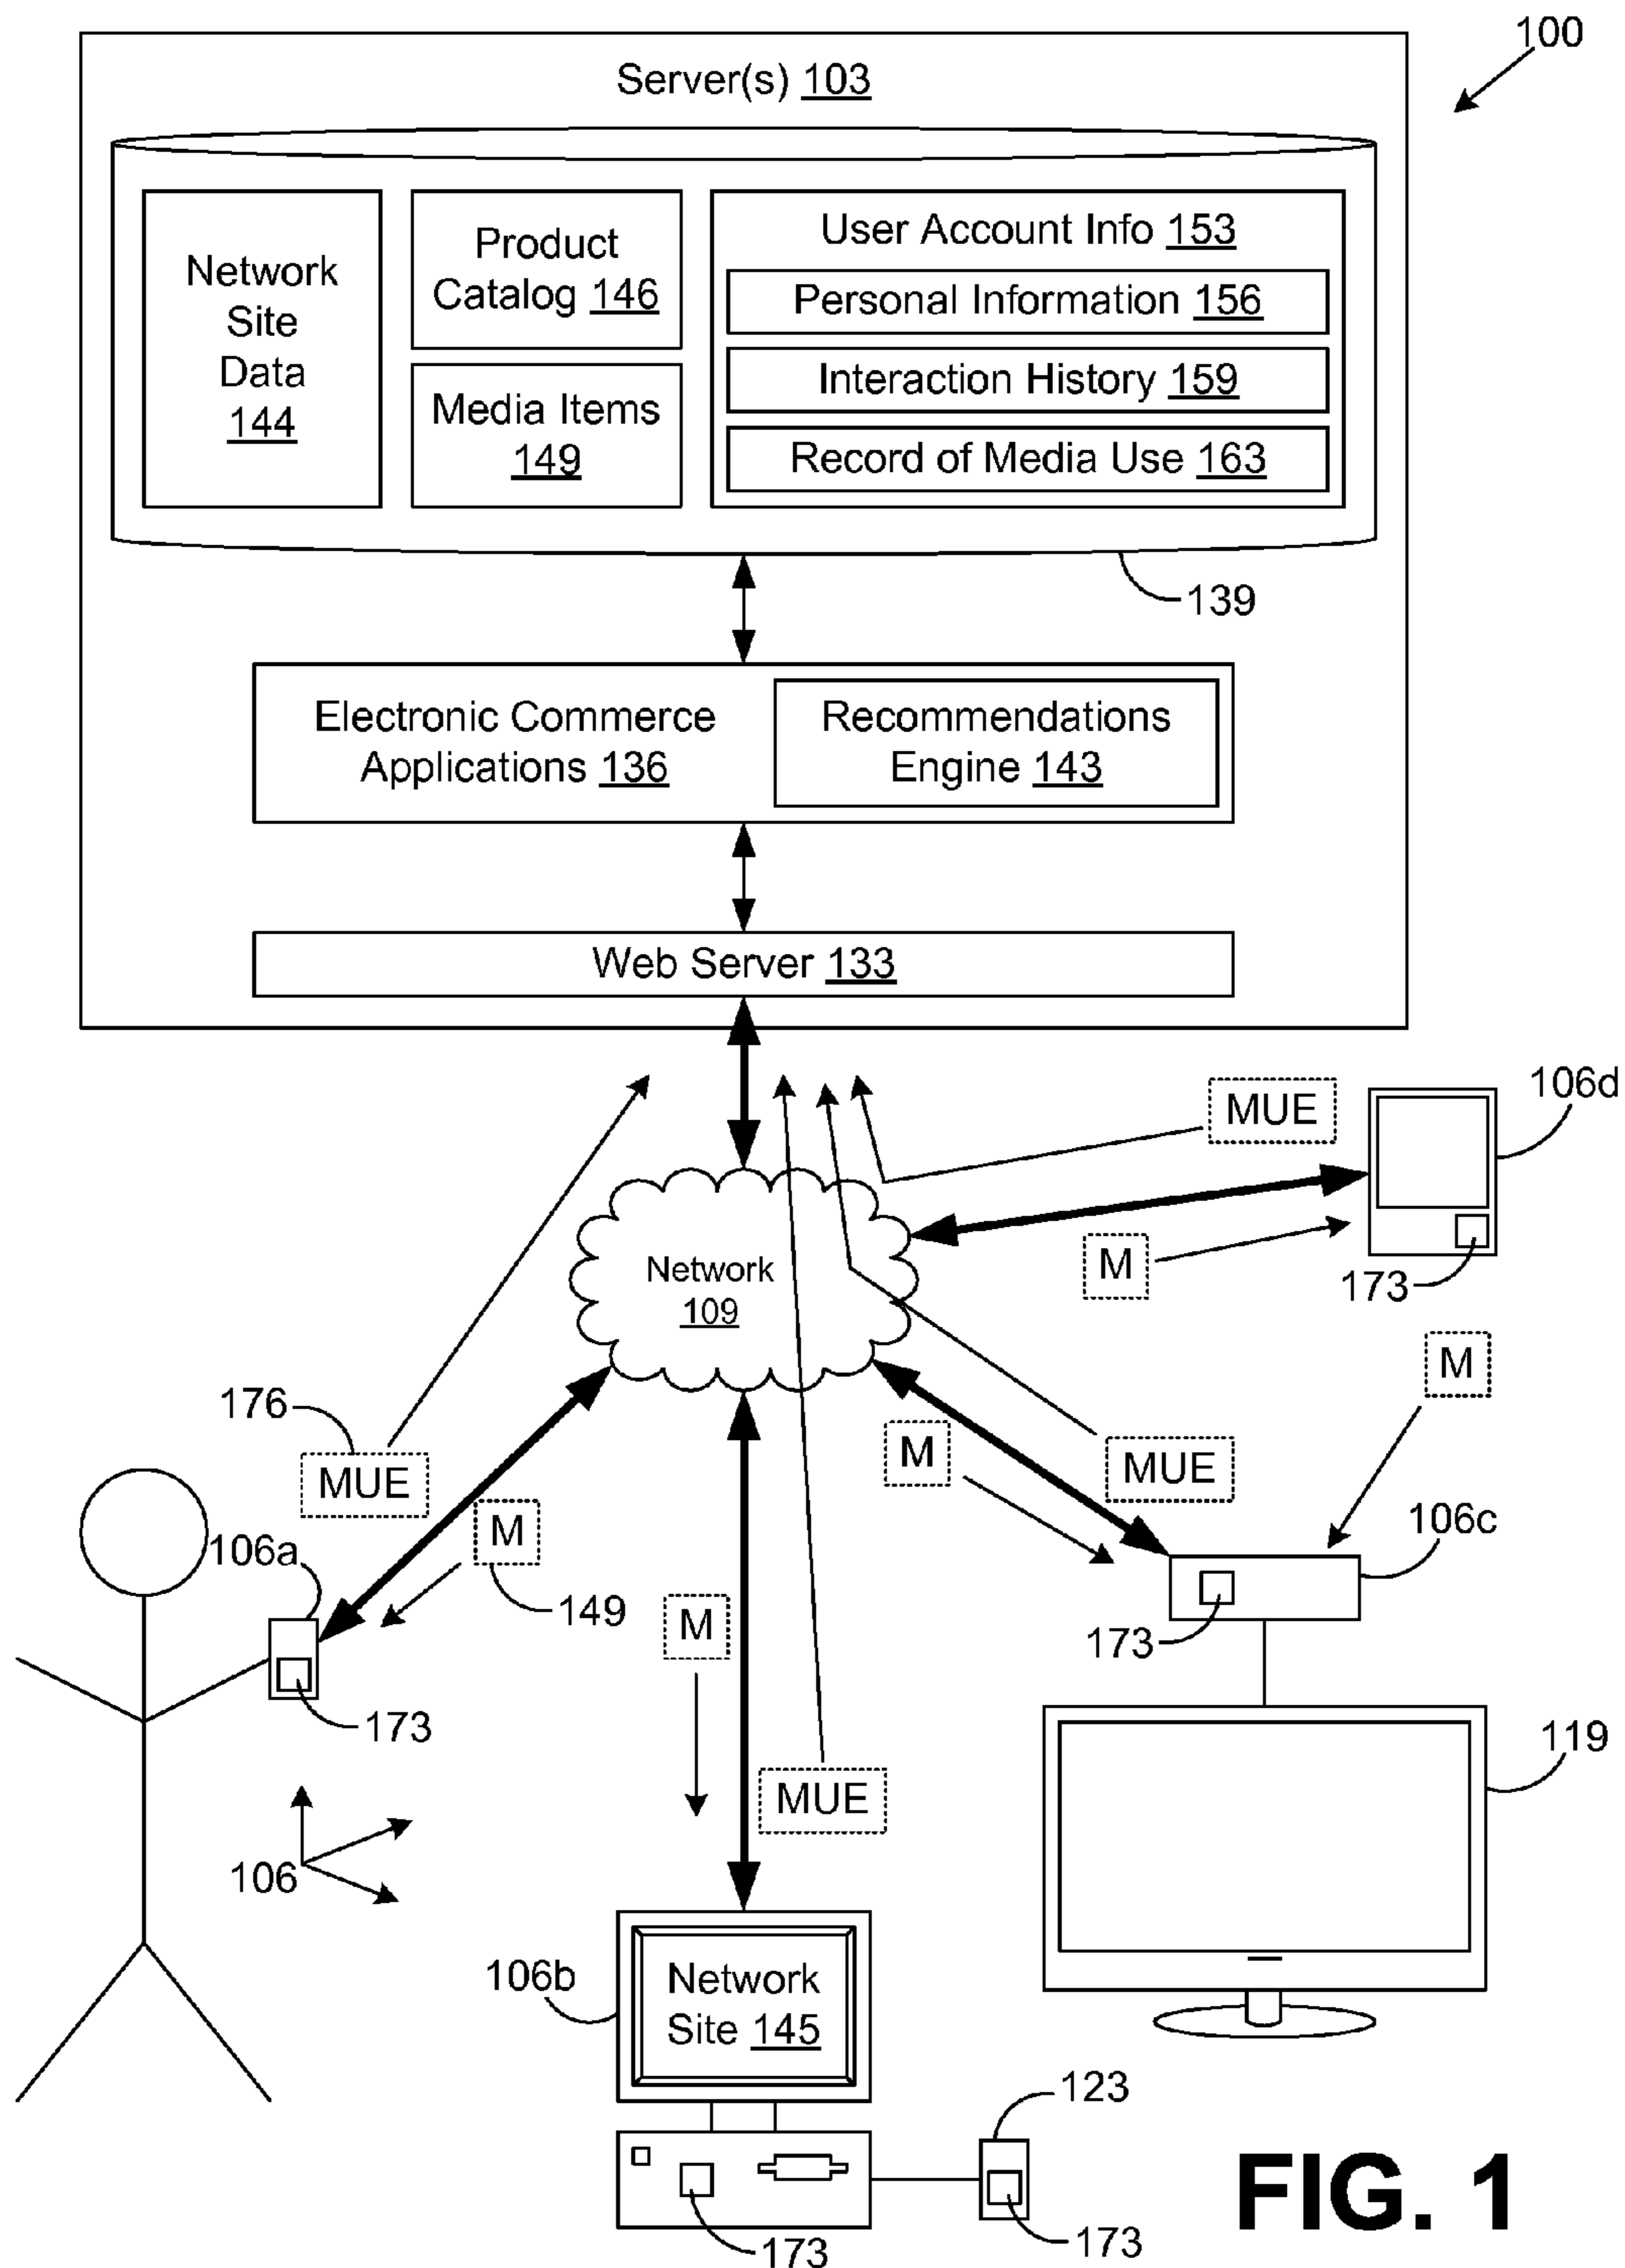 100
Server(s) 103
Network
Site
Data
144
Product
Catalog 146
Media Items
149
User Account Info 153
Personal Information 156
Interaction History 159
Record of Media Use 163
139
Electronic Commerce
Applications 136
Recommendations
Engine 143
Web Server 133
MUE
106d
Network
109
M
173
M
176
MUE
M
MUE
M
106c
106a
149
M
173
173
119
MUE
106
106b
Network
Site 145
123
173
173
FIG. 1